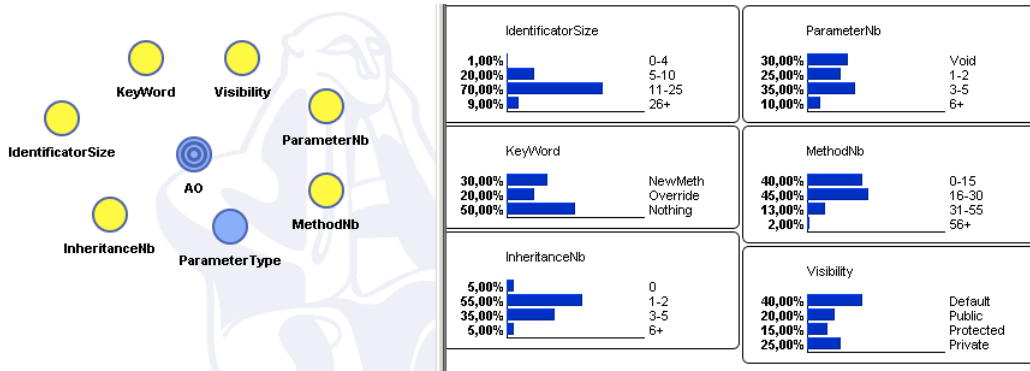 KeyWord
Visibility
ParameterNb
IdentificatorSize
AO
MethodNb
InheritanceNb
ParameterType
IdentificatorSize
1,00% 0-4
20,00% 5-10
70,00% 11-25
9,00% 26+
KeyWord
30,00% NewMeth
20,00% Override
50,00% Nothing
InheritanceNb
5,00% 0
55,00% 1-2
35,00% 3-5
5,00% 6+
ParameterNb
30,00% Void
25,00% 1-2
35,00% 3-5
10,00% 6+
MethodNb
40,00% 0-15
45,00% 16-30
13,00% 31-55
2,00% 56+
Visibility
40,00% Default
20,00% Public
15,00% Protected
25,00% Private